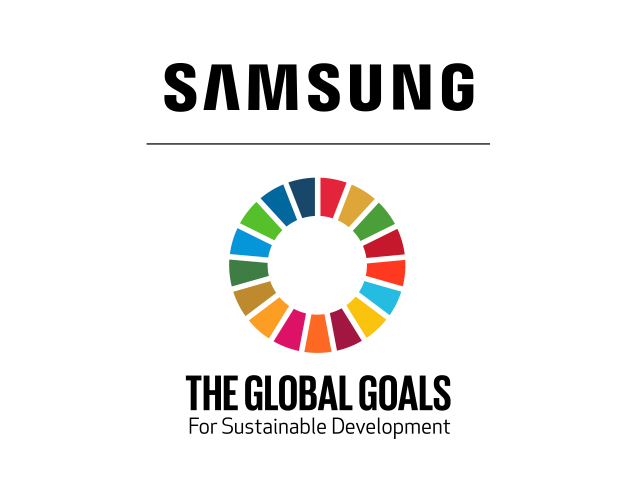 SAMSUNG
THE GLOBAL GOALS
For Sustainable Development